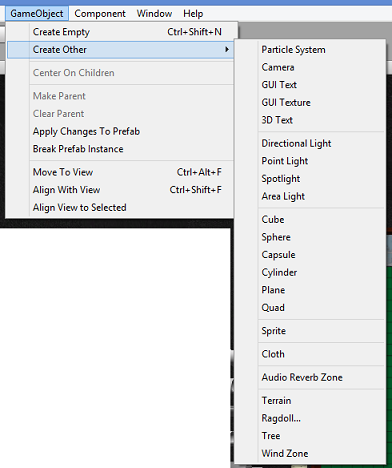 GameObject Component Window Help
Create Empty Ctrl+Shift+N
Create Other
Center On Children
Make Parent
Clear Parent
Apply Changes To Prefab
Break Prefab Instance
Move To View Ctrl+Alt+F
Align With View Ctrl+Shift+F
Align View to Selected
Particle System
Camera
GUI Text
GUI Texture
3D Text
Directional Light
Point Light
Spotlight
Area Light
Cube
Sphere
Capsule
Cylinder
Plane
Quad
Sprite
Cloth
Audio Reverb Zone
Terrain
Ragdoll...
Tree
Wind Zone